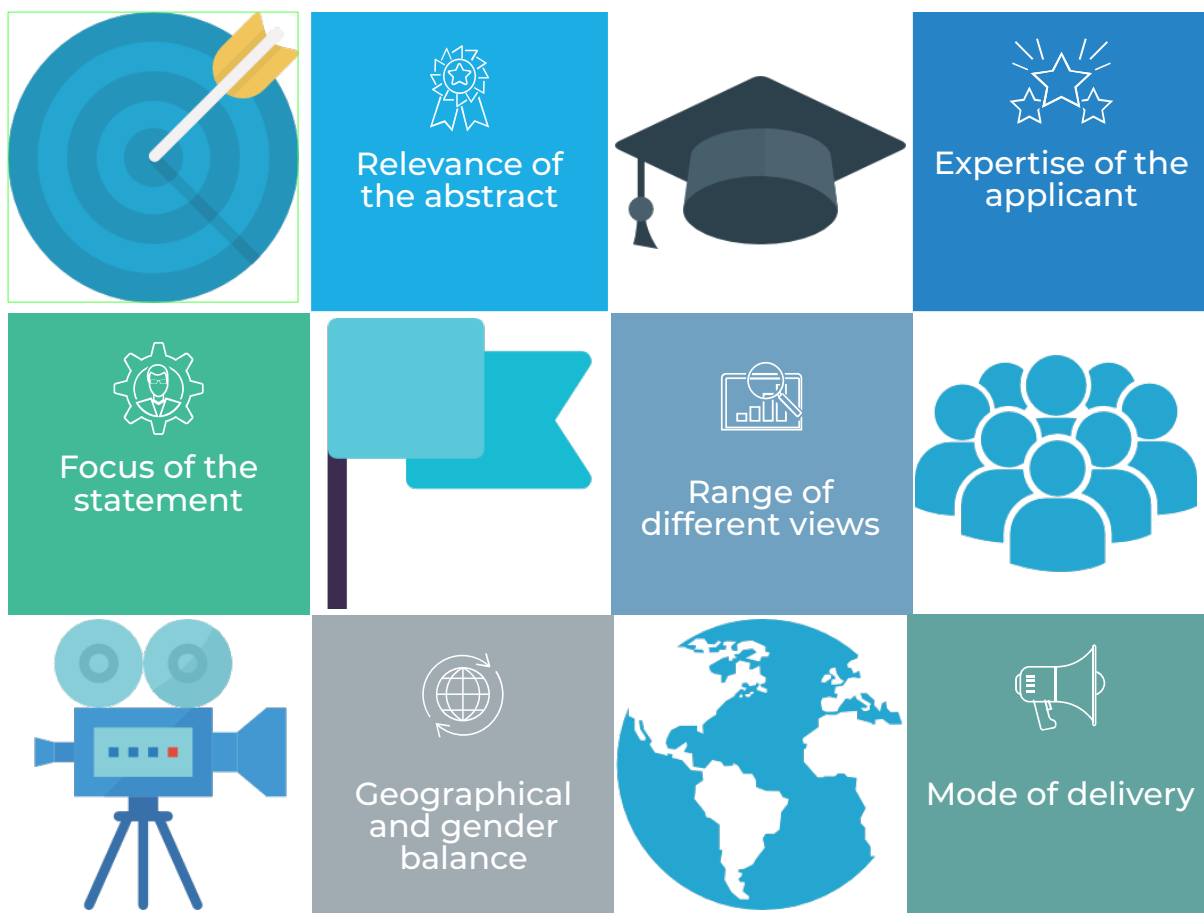 Relevance of
the abstract
Expertise of the
applicant
Focus of the
statement
Range of
different views
Geographical
and gender
balance
Mode of delivery